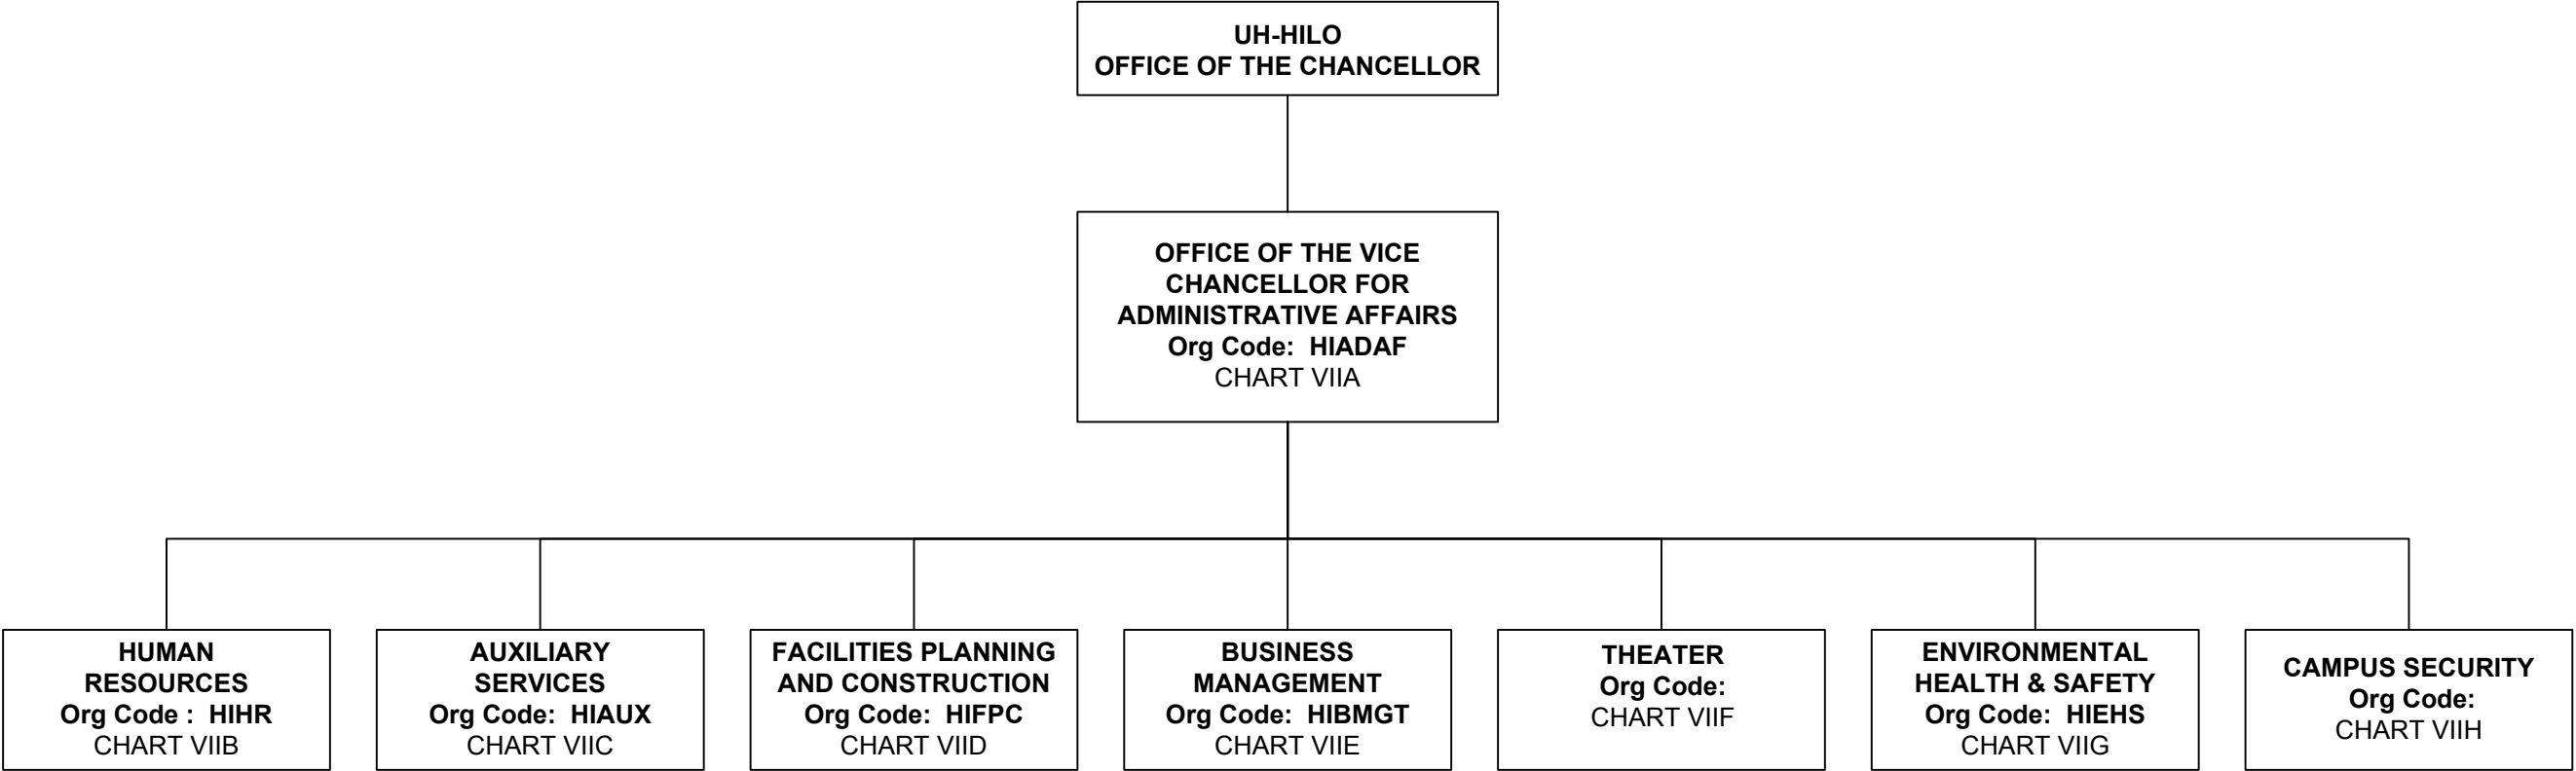 UH-HILO
OFFICE OF THE CHANCELLOR
OFFICE OF THE VICE
CHANCELLOR FOR
ADMINISTRATIVE AFFAIRS
Org Code:  HIADAF
CHART VIIA
HUMAN
RESOURCES
Org Code :  HIHR
CHART VIIB
AUXILIARY
SERVICES
Org Code:  HIAUX
CHART VIIC
FACILITIES PLANNING
AND CONSTRUCTION
Org Code:  HIFPC
CHART VIID
BUSINESS
MANAGEMENT
Org Code:  HIBMGT
CHART VIIE
THEATER
Org Code:
CHART VIIF
ENVIRONMENTAL
HEALTH & SAFETY
Org Code:  HIEHS
CHART VIIG
CAMPUS SECURITY
Org Code:
CHART VIIH